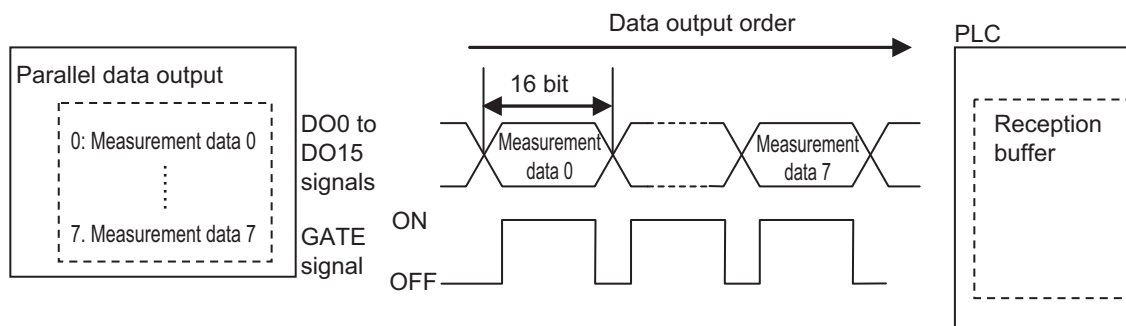 Data output order
PLC
Parallel data output
16 bit
0: Measurement data 0
7. Measurement data 7
DO0 to
DO15
signals
Measurement
data 0
Measurement
data 7
Reception
buffer
GATE
signal
ON
OFF